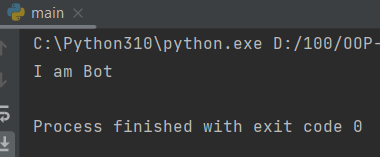 main
C:\Python310\python.exe D:/100/OOP-
I am Bot
Process finished with exit code 0